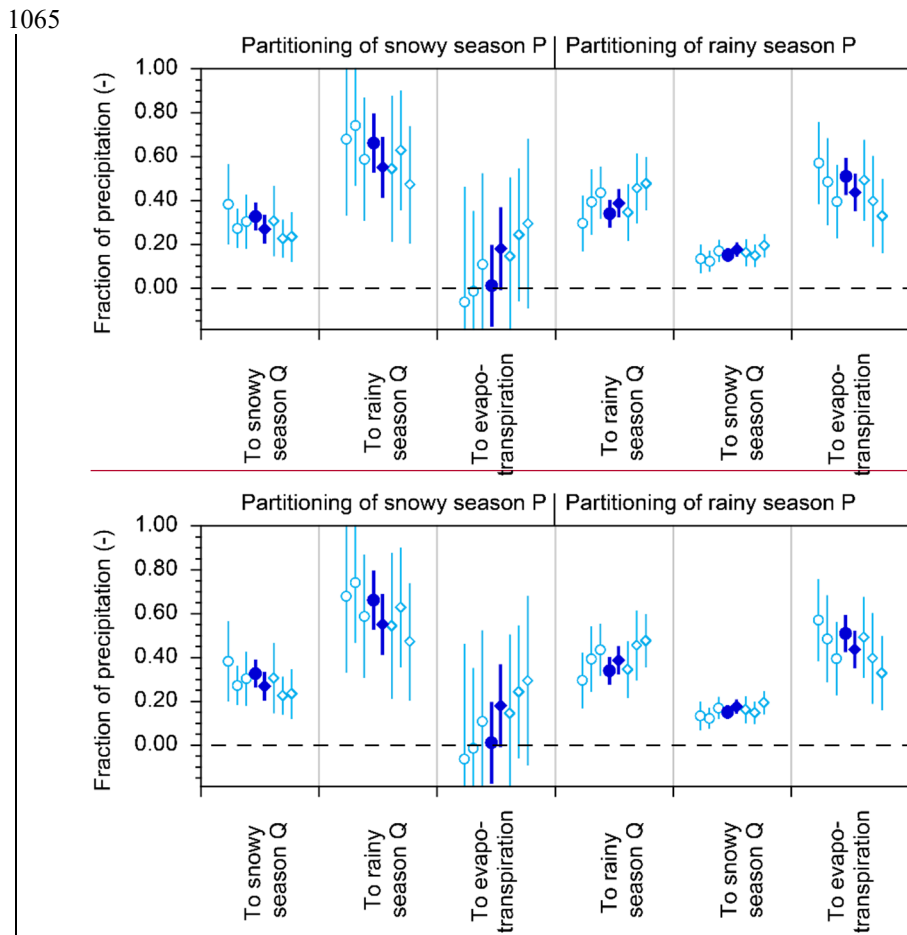 1065
Partitioning of snowy season P
Partitioning of rainy season P
Fraction of precipitation (-)
1.00
0.80
0.60
0.40
0.20
0.00
To snowy
season Q
To rainy
season Q
To evapo-
transpiration
To rainy
season Q
To snowy
season Q
To evapo-
transpiration
Partitioning of snowy season P
Partitioning of rainy season P
Fraction of precipitation (-)
1.00
0.80
0.60
0.40
0.20
0.00
To snowy
season Q
To rainy
season Q
To evapo-
transpiration
To rainy
season Q
To snowy
season Q
To evapo-
transpiration